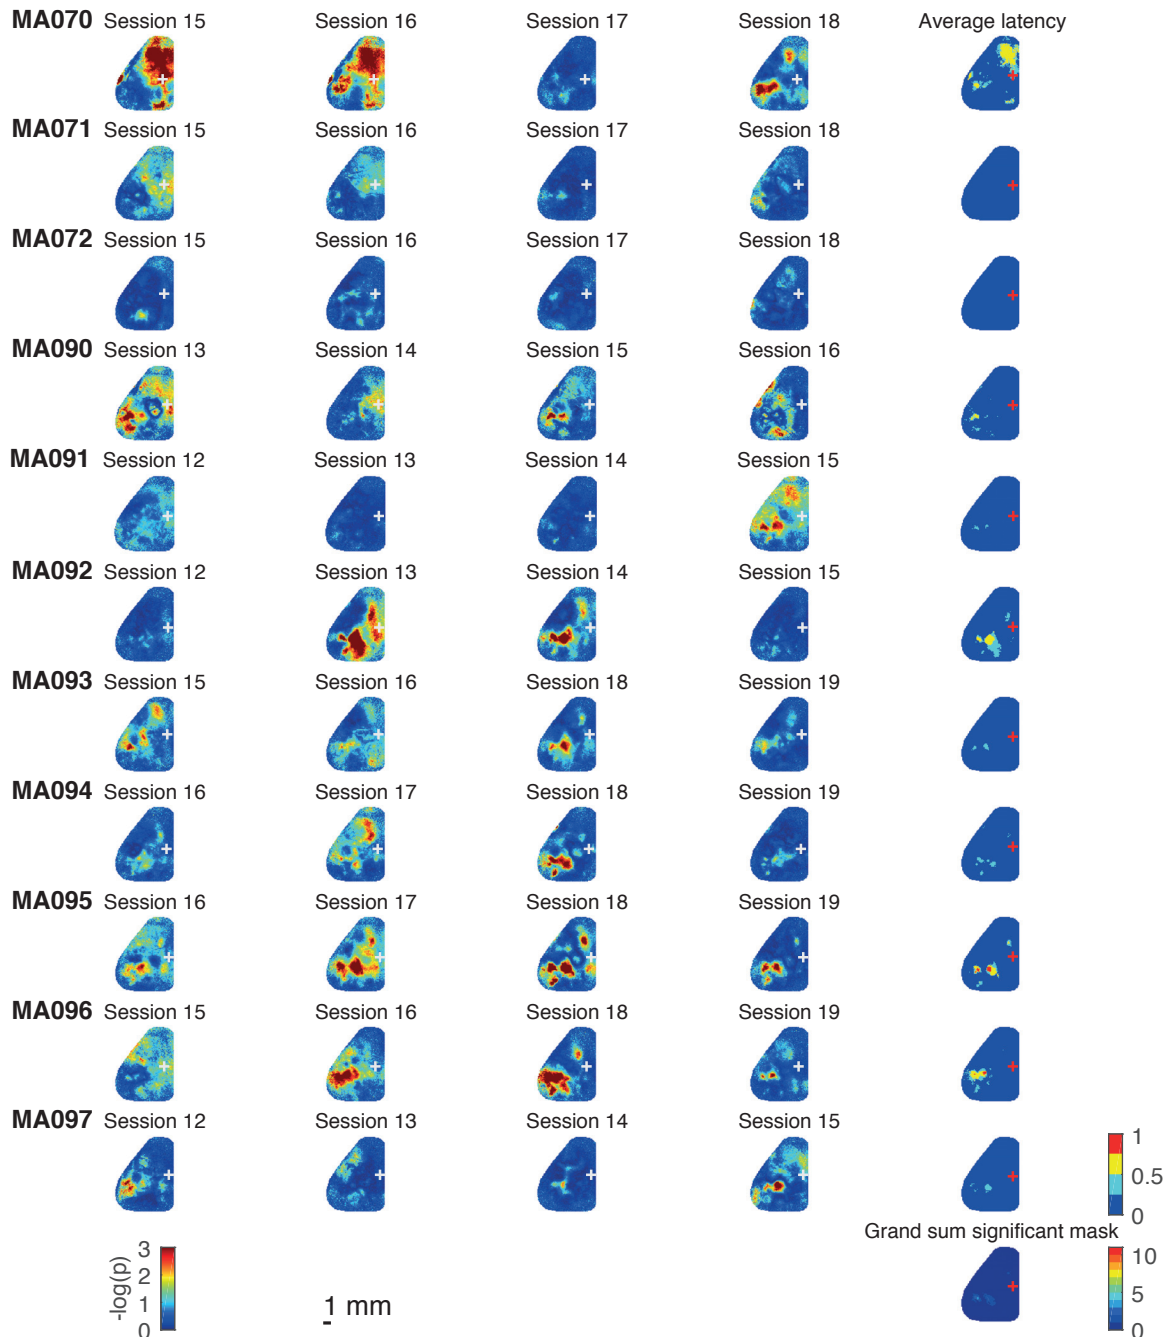 MA070 Session 15 Session 16 Session 17 Session 18 Average latency
MA071 Session 15 Session 16 Session 17 Session 18
MA072 Session 15 Session 16 Session 17 Session 18
MA090 Session 13 Session 14 Session 15 Session 16
MA091 Session 12 Session 13 Session 14 Session 15
MA092 Session 12 Session 13 Session 14 Session 15
MA093 Session 15 Session 16 Session 18 Session 19
MA094 Session 16 Session 17 Session 18 Session 19
MA095 Session 16 Session 17 Session 18 Session 19
MA096 Session 15 Session 16 Session 18 Session 19
MA097 Session 12 Session 13 Session 14 Session 15
1
0.5
0
Grand sum significant mask
3
2
1
0
-log(p)
1 mm
10
5
0